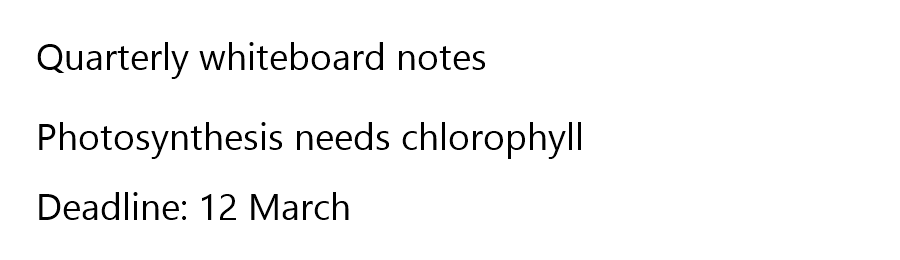 Quarterly whiteboard notes
Photosynthesis needs chlorophyll
Deadline: 12 March